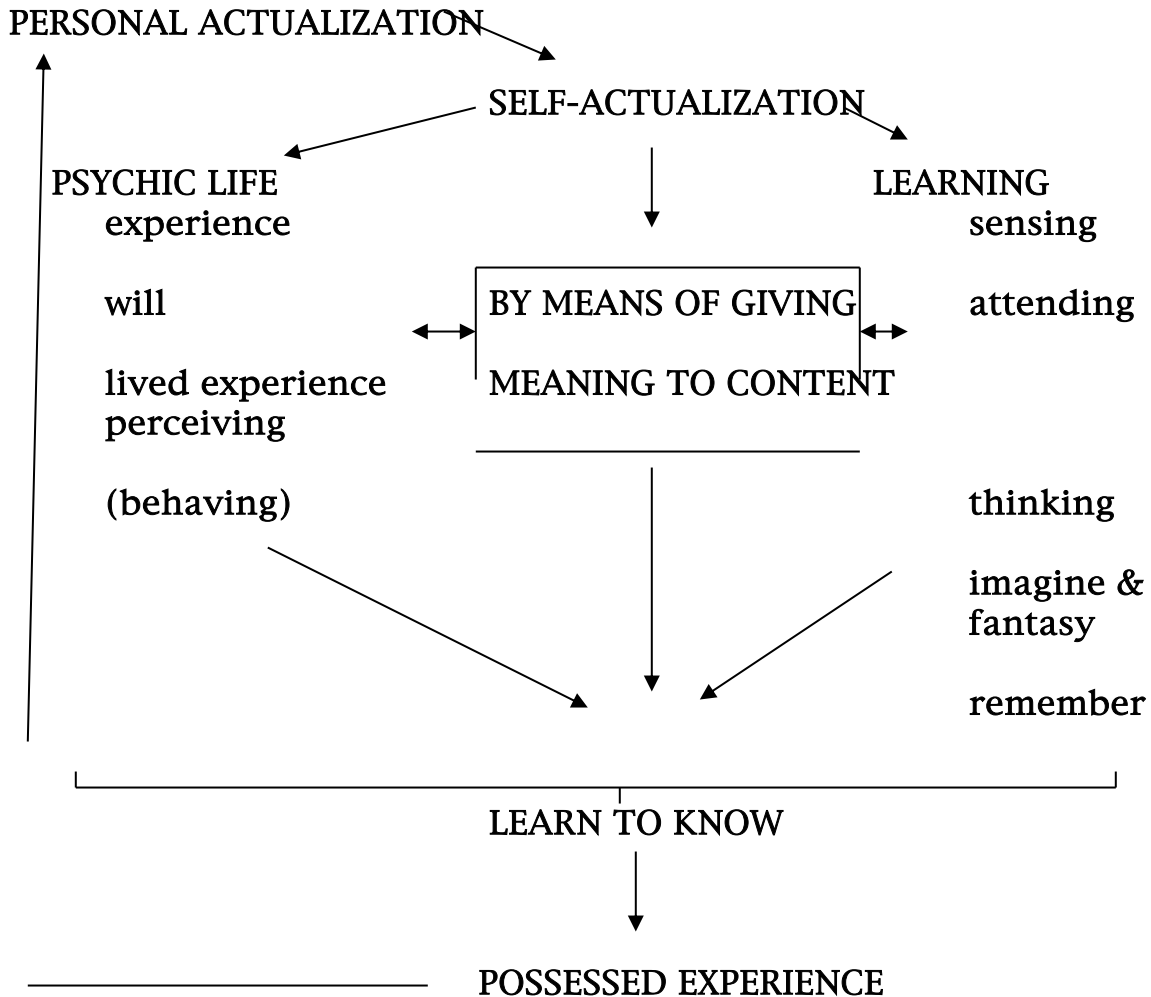 PERSONAL ACTUALIZATION
SELF-ACTUALIZATION
PSYCHIC LIFE
LEARNING
experience
sensing
will
BY MEANS OF GIVING
attending
lived experience
MEANING TO CONTENT
perceiving
(behaving)
thinking
imagine &
fantasy
remember
LEARN TO KNOW
POSSESSED EXPERIENCE